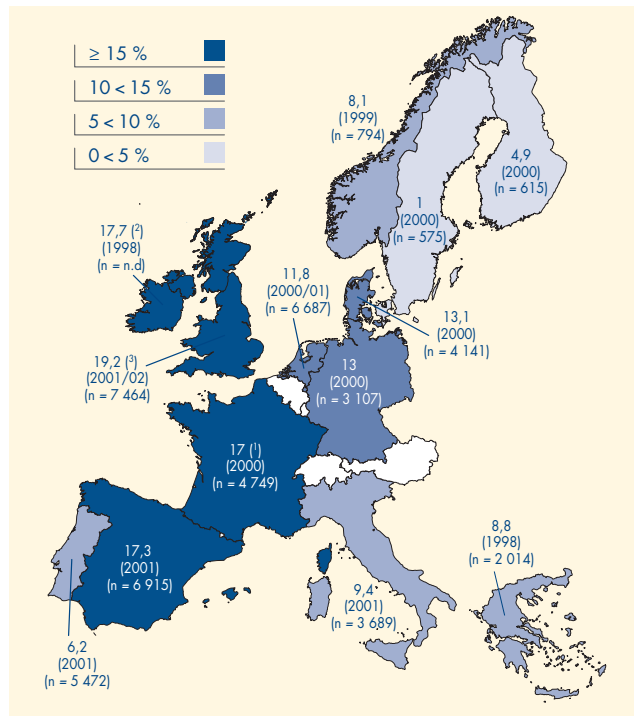 ≥ 15 %
10 < 15 %
5 < 10 %
0 < 5 %
8,1
(1999)
(n = 794)
4,9
(2000)
(n = 615)
1
(2000)
(n = 575)
17,7 (²)
(1998)
(n = n.d)
11,8
(2000/01)
(n = 6 687)
13,1
(2000)
(n = 4 141)
19,2 (³)
(2001/02)
(n = 7 464)
13
(2000)
(n = 3 107)
17 (¹)
(2000)
(n = 4 749)
17,3
(2001)
(n = 6 915)
8,8
(1998)
(n = 2 014)
9,4
(2001)
(n = 3 689)
6,2
(2001)
(n = 5 472)